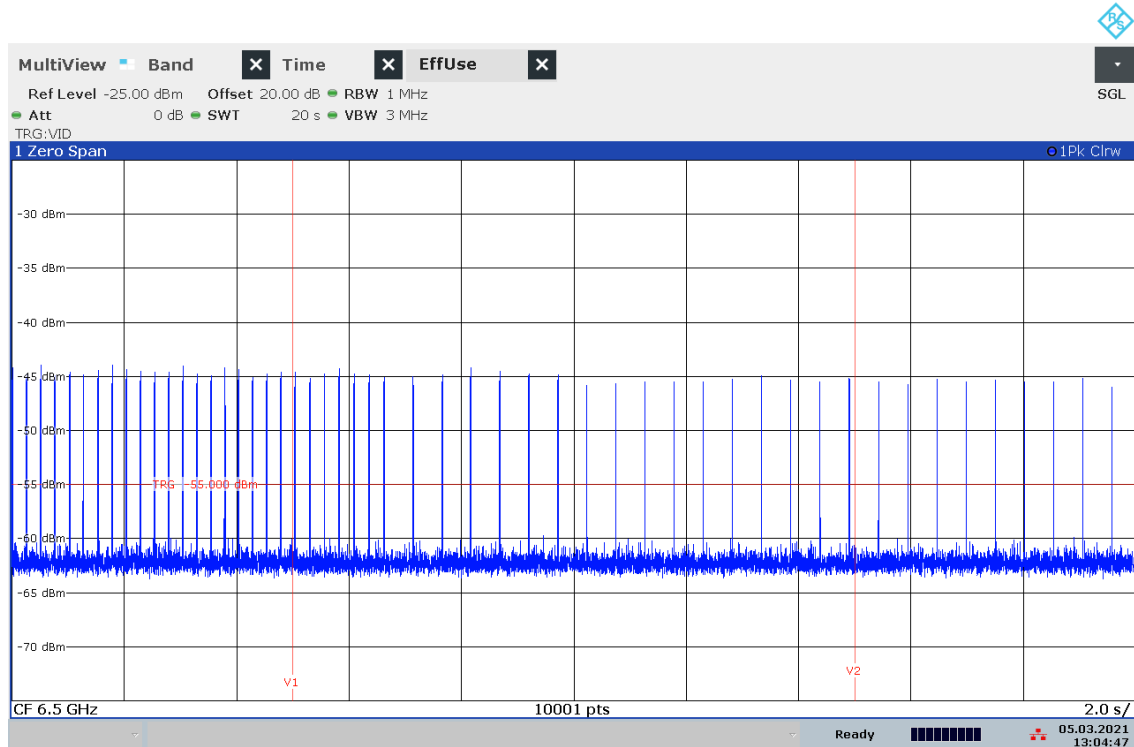 R S
MultiView Band Time EffUse
Ref Level -25.00 dBm Offset 20.00 dB RBW 1 MHz
SGL
Att 0 dB SWT 20 s VBW 3 MHz
TRG:VID
1 Zero Span 1Pk Clrw
-30 dBm
-35 dBm
-40 dBm
-45 dBm
-50 dBm
-55 dBm TRG -55.000 dBm
-60 dBm
-65 dBm
-70 dBm
V2
V1
CF 6.5 GHz 10001 pts 2.0 s/
Ready 05.03.2021
13:04:47